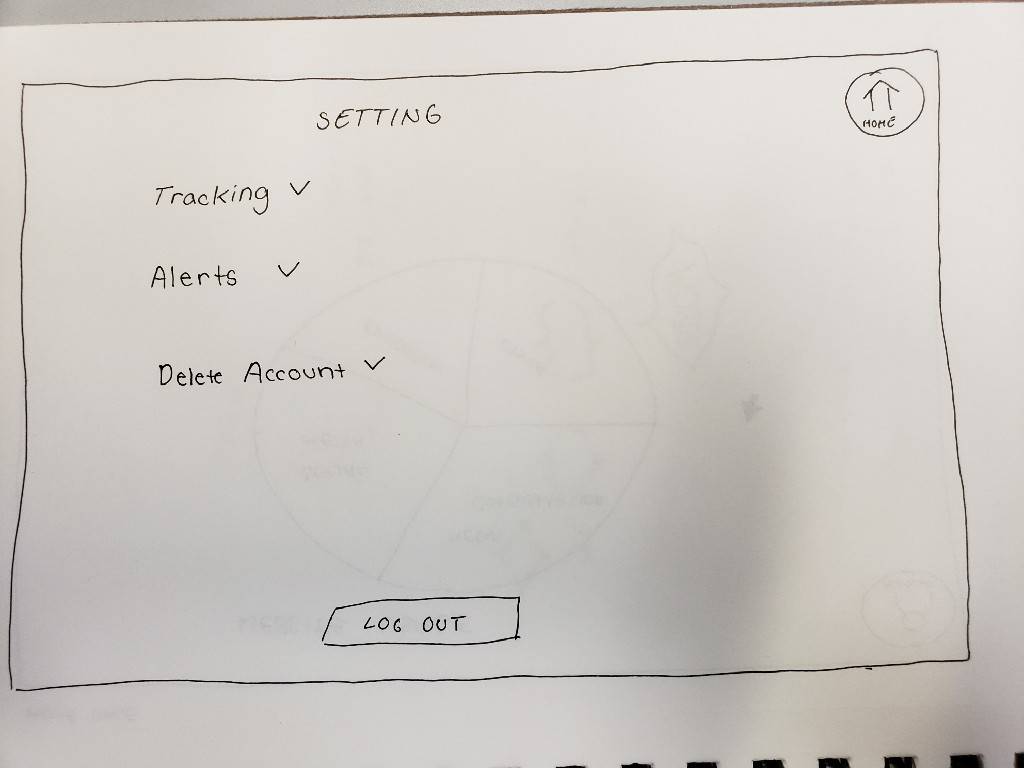 SETTING
HOME
Tracking
Alerts
Delete Account
LOG OUT